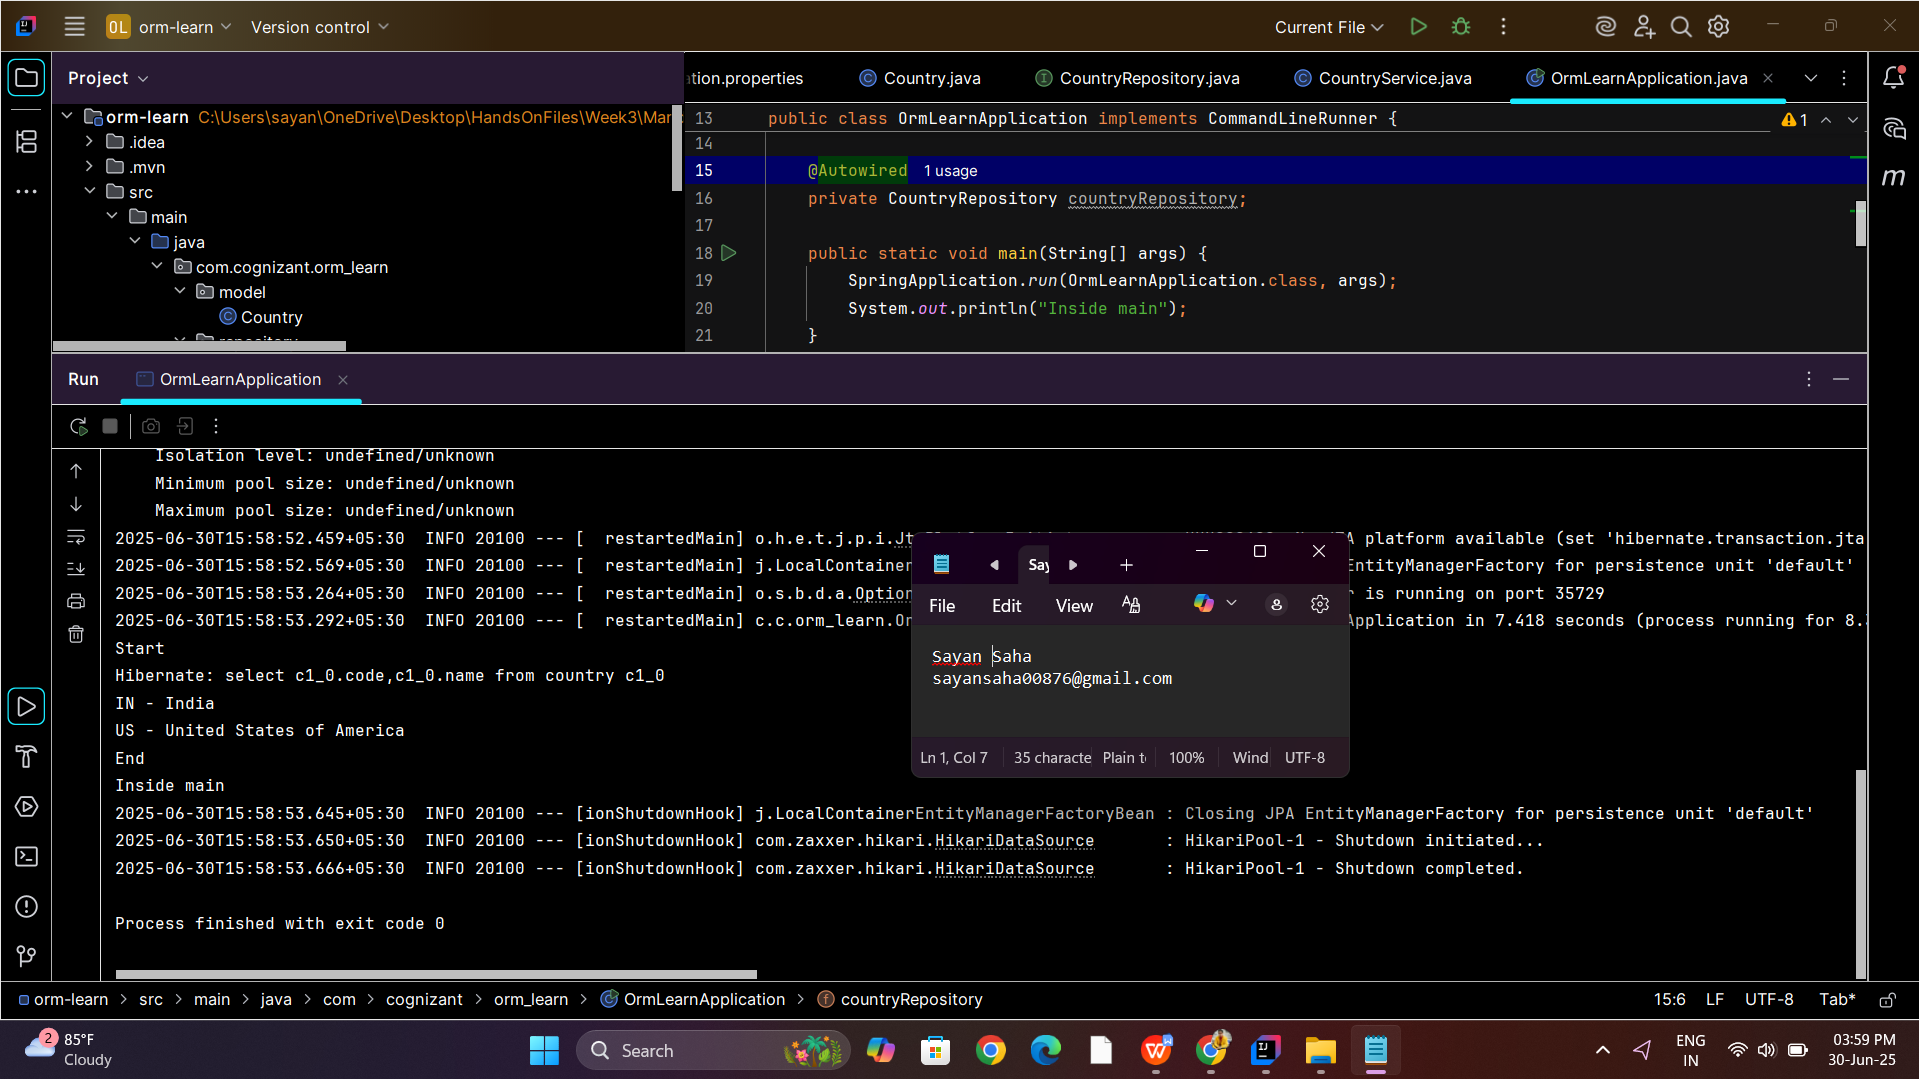 OL orm-learn Version control Current File
Project
ation.properties Country.java CountryRepository.java CountryService.java OrmLearnApplication.java
orm-learn C:\Users\sayan\OneDrive\Desktop\HandsOnFiles\Week3\Man
.idea
.mvn
src
main
java
com.cognizant.orm_learn
model
Country
13 public class OrmLearnApplication implements CommandLineRunner { 1
14
15 @Autowired 1 usage
16 private CountryRepository countryRepository;
17
18 public static void main(String[] args) {
19 SpringApplication.run(OrmLearnApplication.class, args);
20 System.out.println("Inside main");
21 }
m
Run OrmLearnApplication
Isolation level: undefined/unknown
Minimum pool size: undefined/unknown
Maximum pool size: undefined/unknown
2025-06-30T15:58:52.459+05:30 INFO 20100 --- [ restartedMain] o.h.e.t.j.p.i.Jt platform available (set 'hibernate.transaction.jta
2025-06-30T15:58:52.569+05:30 INFO 20100 --- [ restartedMain] j.LocalContainer EntityManagerFactory for persistence unit 'default'
2025-06-30T15:58:53.264+05:30 INFO 20100 --- [ restartedMain] o.s.b.d.a.Option r is running on port 35729
2025-06-30T15:58:53.292+05:30 INFO 20100 --- [ restartedMain] c.c.orm_learn.Or Application in 7.418 seconds (process running for 8.
Start
Hibernate: select c1_0.code,c1_0.name from country c1_0
IN - India
US - United States of America
End
Inside main
2025-06-30T15:58:53.645+05:30 INFO 20100 --- [ionShutdownHook] j.LocalContainerEntityManagerFactoryBean : Closing JPA EntityManagerFactory for persistence unit 'default'
2025-06-30T15:58:53.650+05:30 INFO 20100 --- [ionShutdownHook] com.zaxxer.hikari.HikariDataSource : HikariPool-1 - Shutdown initiated...
2025-06-30T15:58:53.666+05:30 INFO 20100 --- [ionShutdownHook] com.zaxxer.hikari.HikariDataSource : HikariPool-1 - Shutdown completed.
Process finished with exit code 0
Say
File Edit View
Sayan Saha
sayansaha00876@gmail.com
Ln 1, Col 7 35 characte Plain t 100% Wind UTF-8
orm-learn > src > main > java > com > cognizant > orm_learn > OrmLearnApplication > countryRepository 15:6 LF UTF-8 Tab*
2 85°F
Cloudy
Search
ENG
IN
03:59 PM
30-Jun-25